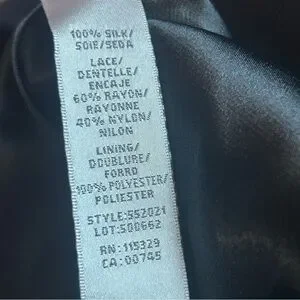 100% SILK/
SOIE/SEDA
LACE/
DENTELLE/
ENCAJE
60% RAYON/
RAYONNE
40% NYLON/
NILON
LINING/
DOUBLURE/
FORRO
100% POLYESTER/
POLIESTER
STYLE:552021
LOT:500662
RN: 115329
CA:00745